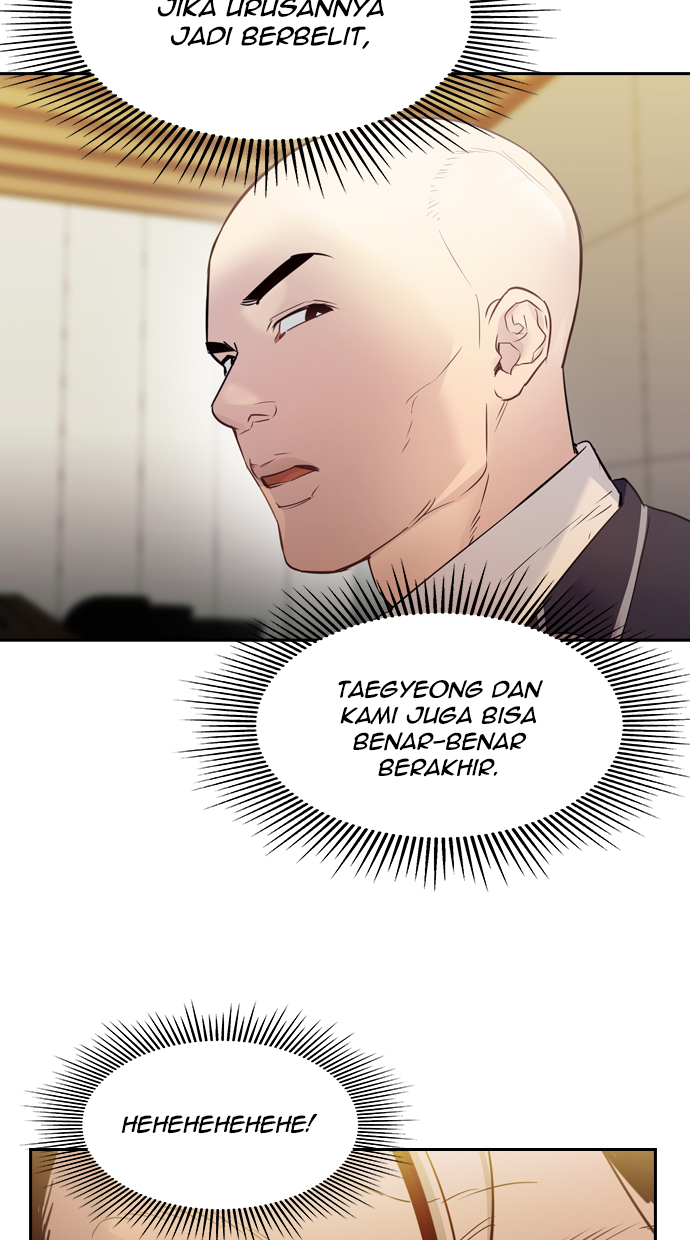 JIKA URUSANNYA
JADI BERBELIT,
TAEGYEONG DAN
KAMI JUGA BISA
BENAR-BENAR
BERAKHIR.
HEHEHEHEHEHE!